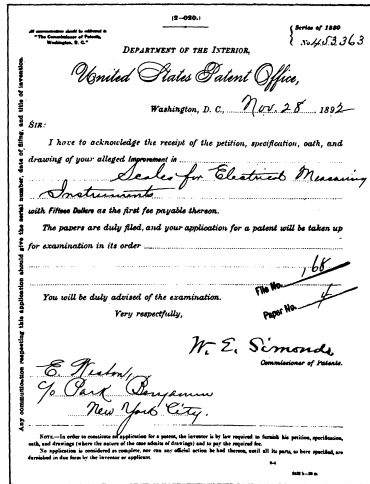 (2—020.)
All communications should be addressed to
"The Commissioner of Patents,
Washington, D. C."
Series of 1880
No. 453,363
DEPARTMENT OF THE INTERIOR,
United States Patent Office,
Washington, D. C., Nov. 28 1892
SIR:
I have to acknowledge the receipt of the petition, specification, oath, and
drawing of your alleged Improvement in
Scales for Electrical Measuring
Instruments
with Fifteen Dollars as the first fee payable thereon.
The papers are duly filed, and your application for a patent will be taken up
for examination in its order
File No. 168
Paper No. 4
You will be duly advised of the examination.
Very respectfully,
W. E. Simonds
Commissioner of Patents.
E. Weston,
c/o Park Benjamin
New York City.
NOTE.—In order to constitute an application for a patent, the inventor is by law required to furnish his petition, specification,
oath, and drawings (where the nature of the case admits of drawings) and to pay the required fee.
No application is considered as complete, nor can any official action be had thereon, until all its parts, as here specified, are
furnished in due form by the inventor or applicant.
Any communication respecting this application should give the serial number, date of filing, and title of invention.